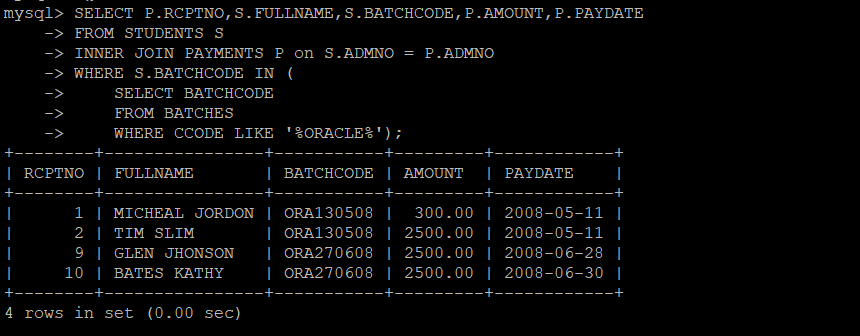 mysql> SELECT P.RCPTNO,S.FULLNAME,S.BATCHCODE,P.AMOUNT,P.PAYDATE
    -> FROM STUDENTS S
    -> INNER JOIN PAYMENTS P on S.ADMNO = P.ADMNO
    -> WHERE S.BATCHCODE IN (
    ->     SELECT BATCHCODE
    ->     FROM BATCHES
    ->     WHERE CCODE LIKE '%ORACLE%');
+--------+----------------+-----------+---------+------------+
| RCPTNO | FULLNAME       | BATCHCODE | AMOUNT  | PAYDATE    |
+--------+----------------+-----------+---------+------------+
|      1 | MICHEAL JORDON | ORA130508 |  300.00 | 2008-05-11 |
|      2 | TIM SLIM       | ORA130508 | 2500.00 | 2008-05-11 |
|      9 | GLEN JHONSON   | ORA270608 | 2500.00 | 2008-06-28 |
|     10 | BATES KATHY    | ORA270608 | 2500.00 | 2008-06-30 |
+--------+----------------+-----------+---------+------------+
4 rows in set (0.00 sec)